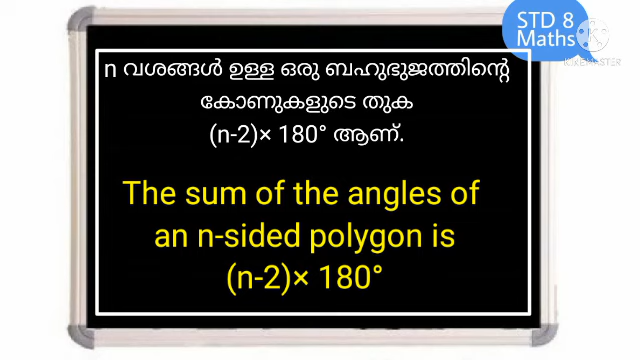 STD 8
Maths
KINEMASTER
n വശങ്ങൾ ഉള്ള ഒരു ബഹുഭുജത്തിന്റെ
കോണുകളുടെ തുക
(n-2)× 180° ആണ്.
The sum of the angles of
an n-sided polygon is
(n-2)× 180°